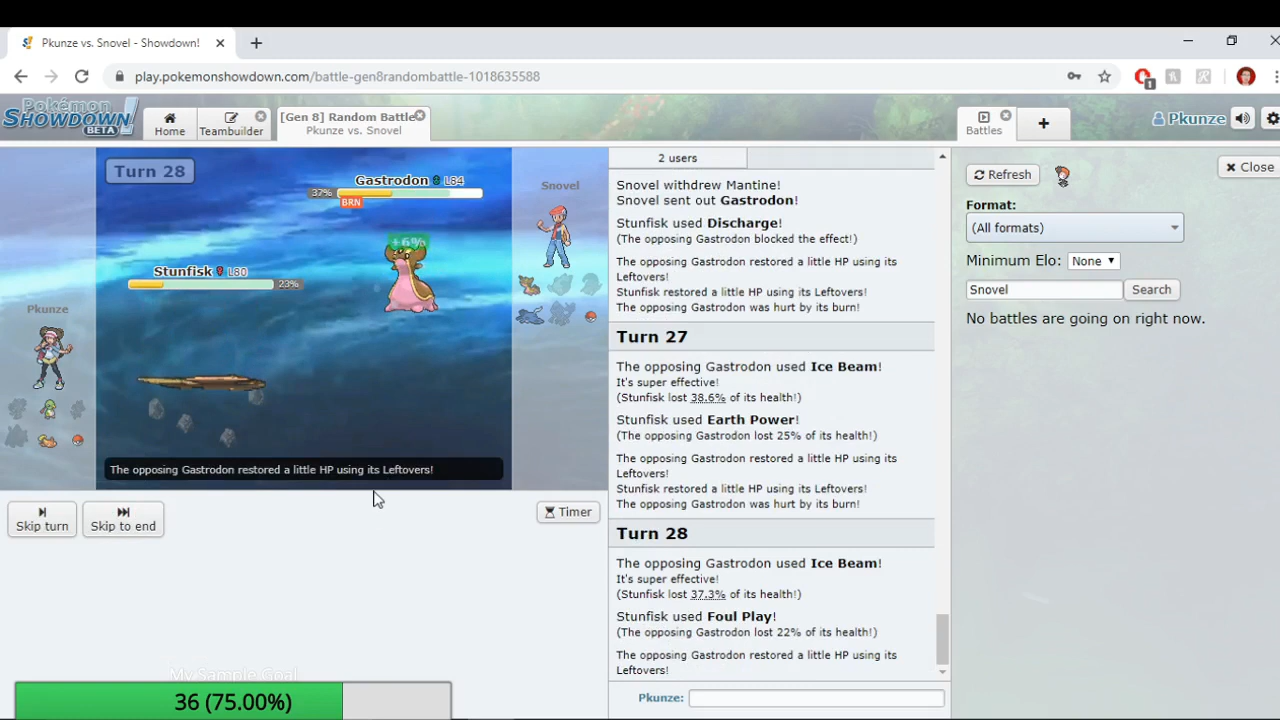 Pkunze vs. Snovel - Showdown!
play.pokemonshowdown.com/battle-gen8randombattle-1018635588
1
Pokémon
SHOWDOWN!
BETA
Home
Teambuilder
[Gen 8] Random Battle
Pkunze vs. Snovel
Battles
Pkunze
Turn 28
Gastrodon L84
37%
BRN
+6%
Stunfisk L80
23%
Snovel
Pkunze
The opposing Gastrodon restored a little HP using its Leftovers!
Skip turn
Skip to end
Timer
2 users
Snovel withdrew Mantine!
Snovel sent out Gastrodon!
Stunfisk used Discharge!
(The opposing Gastrodon blocked the effect!)
The opposing Gastrodon restored a little HP using its
Leftovers!
Stunfisk restored a little HP using its Leftovers!
The opposing Gastrodon was hurt by its burn!
Turn 27
The opposing Gastrodon used Ice Beam!
It's super effective!
(Stunfisk lost 38.6% of its health!)
Stunfisk used Earth Power!
(The opposing Gastrodon lost 25% of its health!)
The opposing Gastrodon restored a little HP using its
Leftovers!
Stunfisk restored a little HP using its Leftovers!
The opposing Gastrodon was hurt by its burn!
Turn 28
The opposing Gastrodon used Ice Beam!
It's super effective!
(Stunfisk lost 37.3% of its health!)
Stunfisk used Foul Play!
(The opposing Gastrodon lost 22% of its health!)
The opposing Gastrodon restored a little HP using its
Leftovers!
Pkunze:
Refresh
Close
Format:
(All formats)
Minimum Elo: None
Snovel
Search
No battles are going on right now.
My Sample Goal
36 (75.00%)